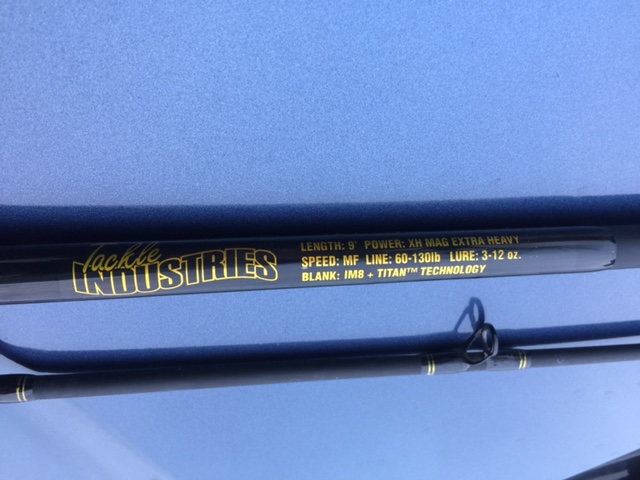 Tackle
INDUSTRIES
LENGTH: 9' POWER: XH MAG EXTRA HEAVY
SPEED: MF LINE: 60-130lb LURE: 3-12 oz.
BLANK: IM8 + TITAN™ TECHNOLOGY